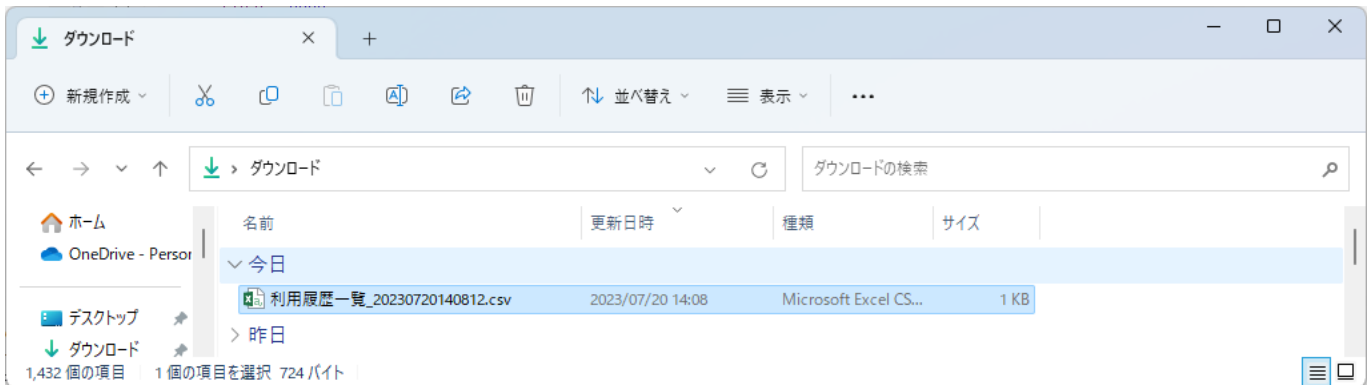 ダウンロード
新規作成
並べ替え
表示
ダウンロード
ダウンロードの検索
ホーム
OneDrive - Persor
デスクトップ
ダウンロード
名前 更新日時 種類 サイズ
今日
利用履歴一覧_20230720140812.csv 2023/07/20 14:08 Microsoft Excel CS... 1 KB
昨日
1,432 個の項目 1 個の項目を選択 724 バイト